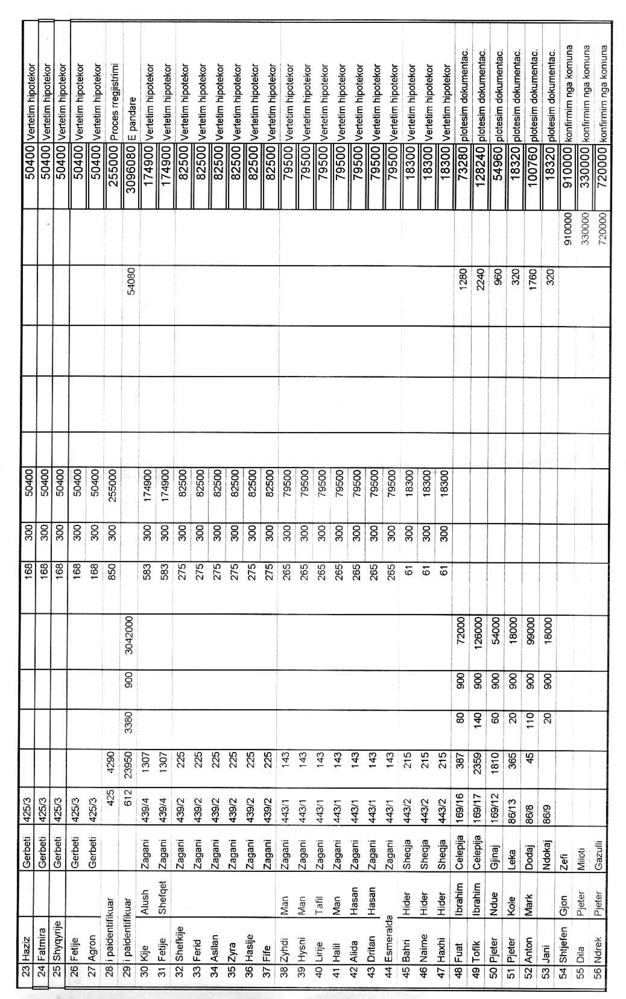 23 Haziz Gerbeti 425/3 168 300 50400 50400 Vertetim hipotekor
24 Fatmira Gerbeti 425/3 168 300 50400 50400 Vertetim hipotekor
25 Shyqyrije Gerbeti 425/3 168 300 50400 50400 Vertetim hipotekor
26 Fetije Gerbeti 425/3 168 300 50400 50400 Vertetim hipotekor
27 Agron Gerbeti 425/3 168 300 50400 50400 Vertetim hipotekor
28 i paidentifikuar 425 4290 850 300 255000 255000 Proces rregjistrimi
29 i paidentifikuar 612 23950 3380 900 3042000 54080 3096080 E pandare
30 Kije Alush Zagani 439/4 1307 583 300 174900 174900 Vertetim hipotekor
31 Fetije Shefqet Zagani 439/4 1307 583 300 174900 174900 Vertetim hipotekor
32 Shefkije Zagani 439/2 225 275 300 82500 82500 Vertetim hipotekor
33 Ferid Zagani 439/2 225 275 300 82500 82500 Vertetim hipotekor
34 Asllan Zagani 439/2 225 275 300 82500 82500 Vertetim hipotekor
35 Zyra Zagani 439/2 225 275 300 82500 82500 Vertetim hipotekor
36 Hasije Zagani 439/2 225 275 300 82500 82500 Vertetim hipotekor
37 Fife Zagani 439/2 225 275 300 82500 82500 Vertetim hipotekor
38 Zyhdi Man Zagani 443/1 143 265 300 79500 79500 Vertetim hipotekor
39 Hysni Man Zagani 443/1 143 265 300 79500 79500 Vertetim hipotekor
40 Lirije Tafil Zagani 443/1 143 265 300 79500 79500 Vertetim hipotekor
41 Halil Man Zagani 443/1 143 265 300 79500 79500 Vertetim hipotekor
42 Alida Hasan Zagani 443/1 143 265 300 79500 79500 Vertetim hipotekor
43 Dritan Hasan Zagani 443/1 143 265 300 79500 79500 Vertetim hipotekor
44 Esmeralda Zagani 443/1 143 265 300 79500 79500 Vertetim hipotekor
45 Bahri Hider Sheqja 443/2 215 61 300 18300 18300 Vertetim hipotekor
46 Naime Hider Sheqja 443/2 215 61 300 18300 18300 Vertetim hipotekor
47 Haxhi Hider Sheqja 443/2 215 61 300 18300 18300 Vertetim hipotekor
48 Fuat Ibrahim Celepija 169/16 387 80 900 72000 1280 73280 plotesim dokumentac.
49 Tofik Ibrahim Celepija 169/17 2359 140 900 126000 2240 128240 plotesim dokumentac.
50 Pjeter Ndue Gjinaj 169/12 1810 60 900 54000 960 54960 plotesim dokumentac.
51 Pjeter Kole Leka 86/13 365 20 900 18000 320 18320 plotesim dokumentac.
52 Anton Mark Dodaj 86/8 45 110 900 99000 1760 100760 plotesim dokumentac.
53 Jani Ndokaj 86/9 20 900 18000 320 18320 plotesim dokumentac.
54 Shtjefen Gjon Zefi 910000 910000 konfirmim nga komuna
55 Dila Pjeter Miloti 330000 330000 konfirmim nga komuna
56 Ndrek Pjeter Gazulli 720000 720000 konfirmim nga komuna